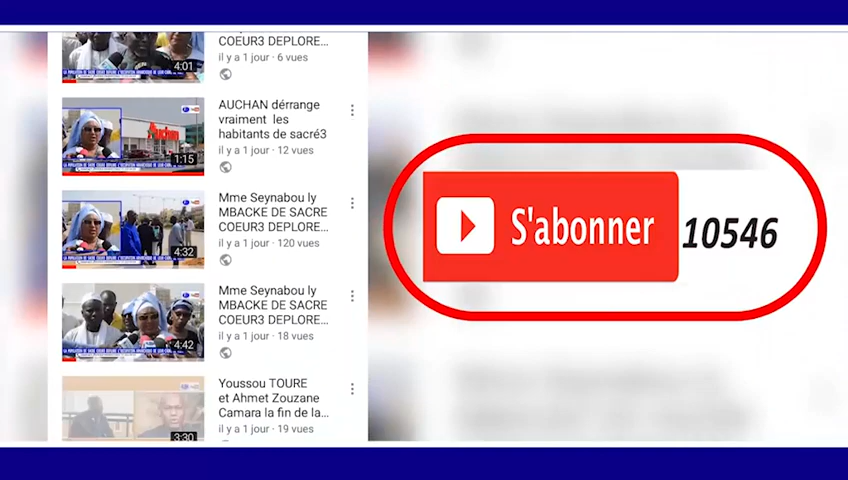 COEUR3 DEPLORE...
il y a 1 jour · 6 vues
4:01
AUCHAN dérrange
vraiment les
habitants de sacré3
il y a 1 jour · 12 vues
Auchan
1:15
Mme Seynabou ly
MBACKE DE SACRE
COEUR3 DEPLORE...
il y a 1 jour · 120 vues
4:32
Mme Seynabou ly
MBACKE DE SACRE
COEUR3 DEPLORE...
il y a 1 jour · 18 vues
4:42
Youssou TOURE
et Ahmet Zouzane
Camara la fin de la...
il y a 1 jour · 19 vues
3:30
S'abonner
10546